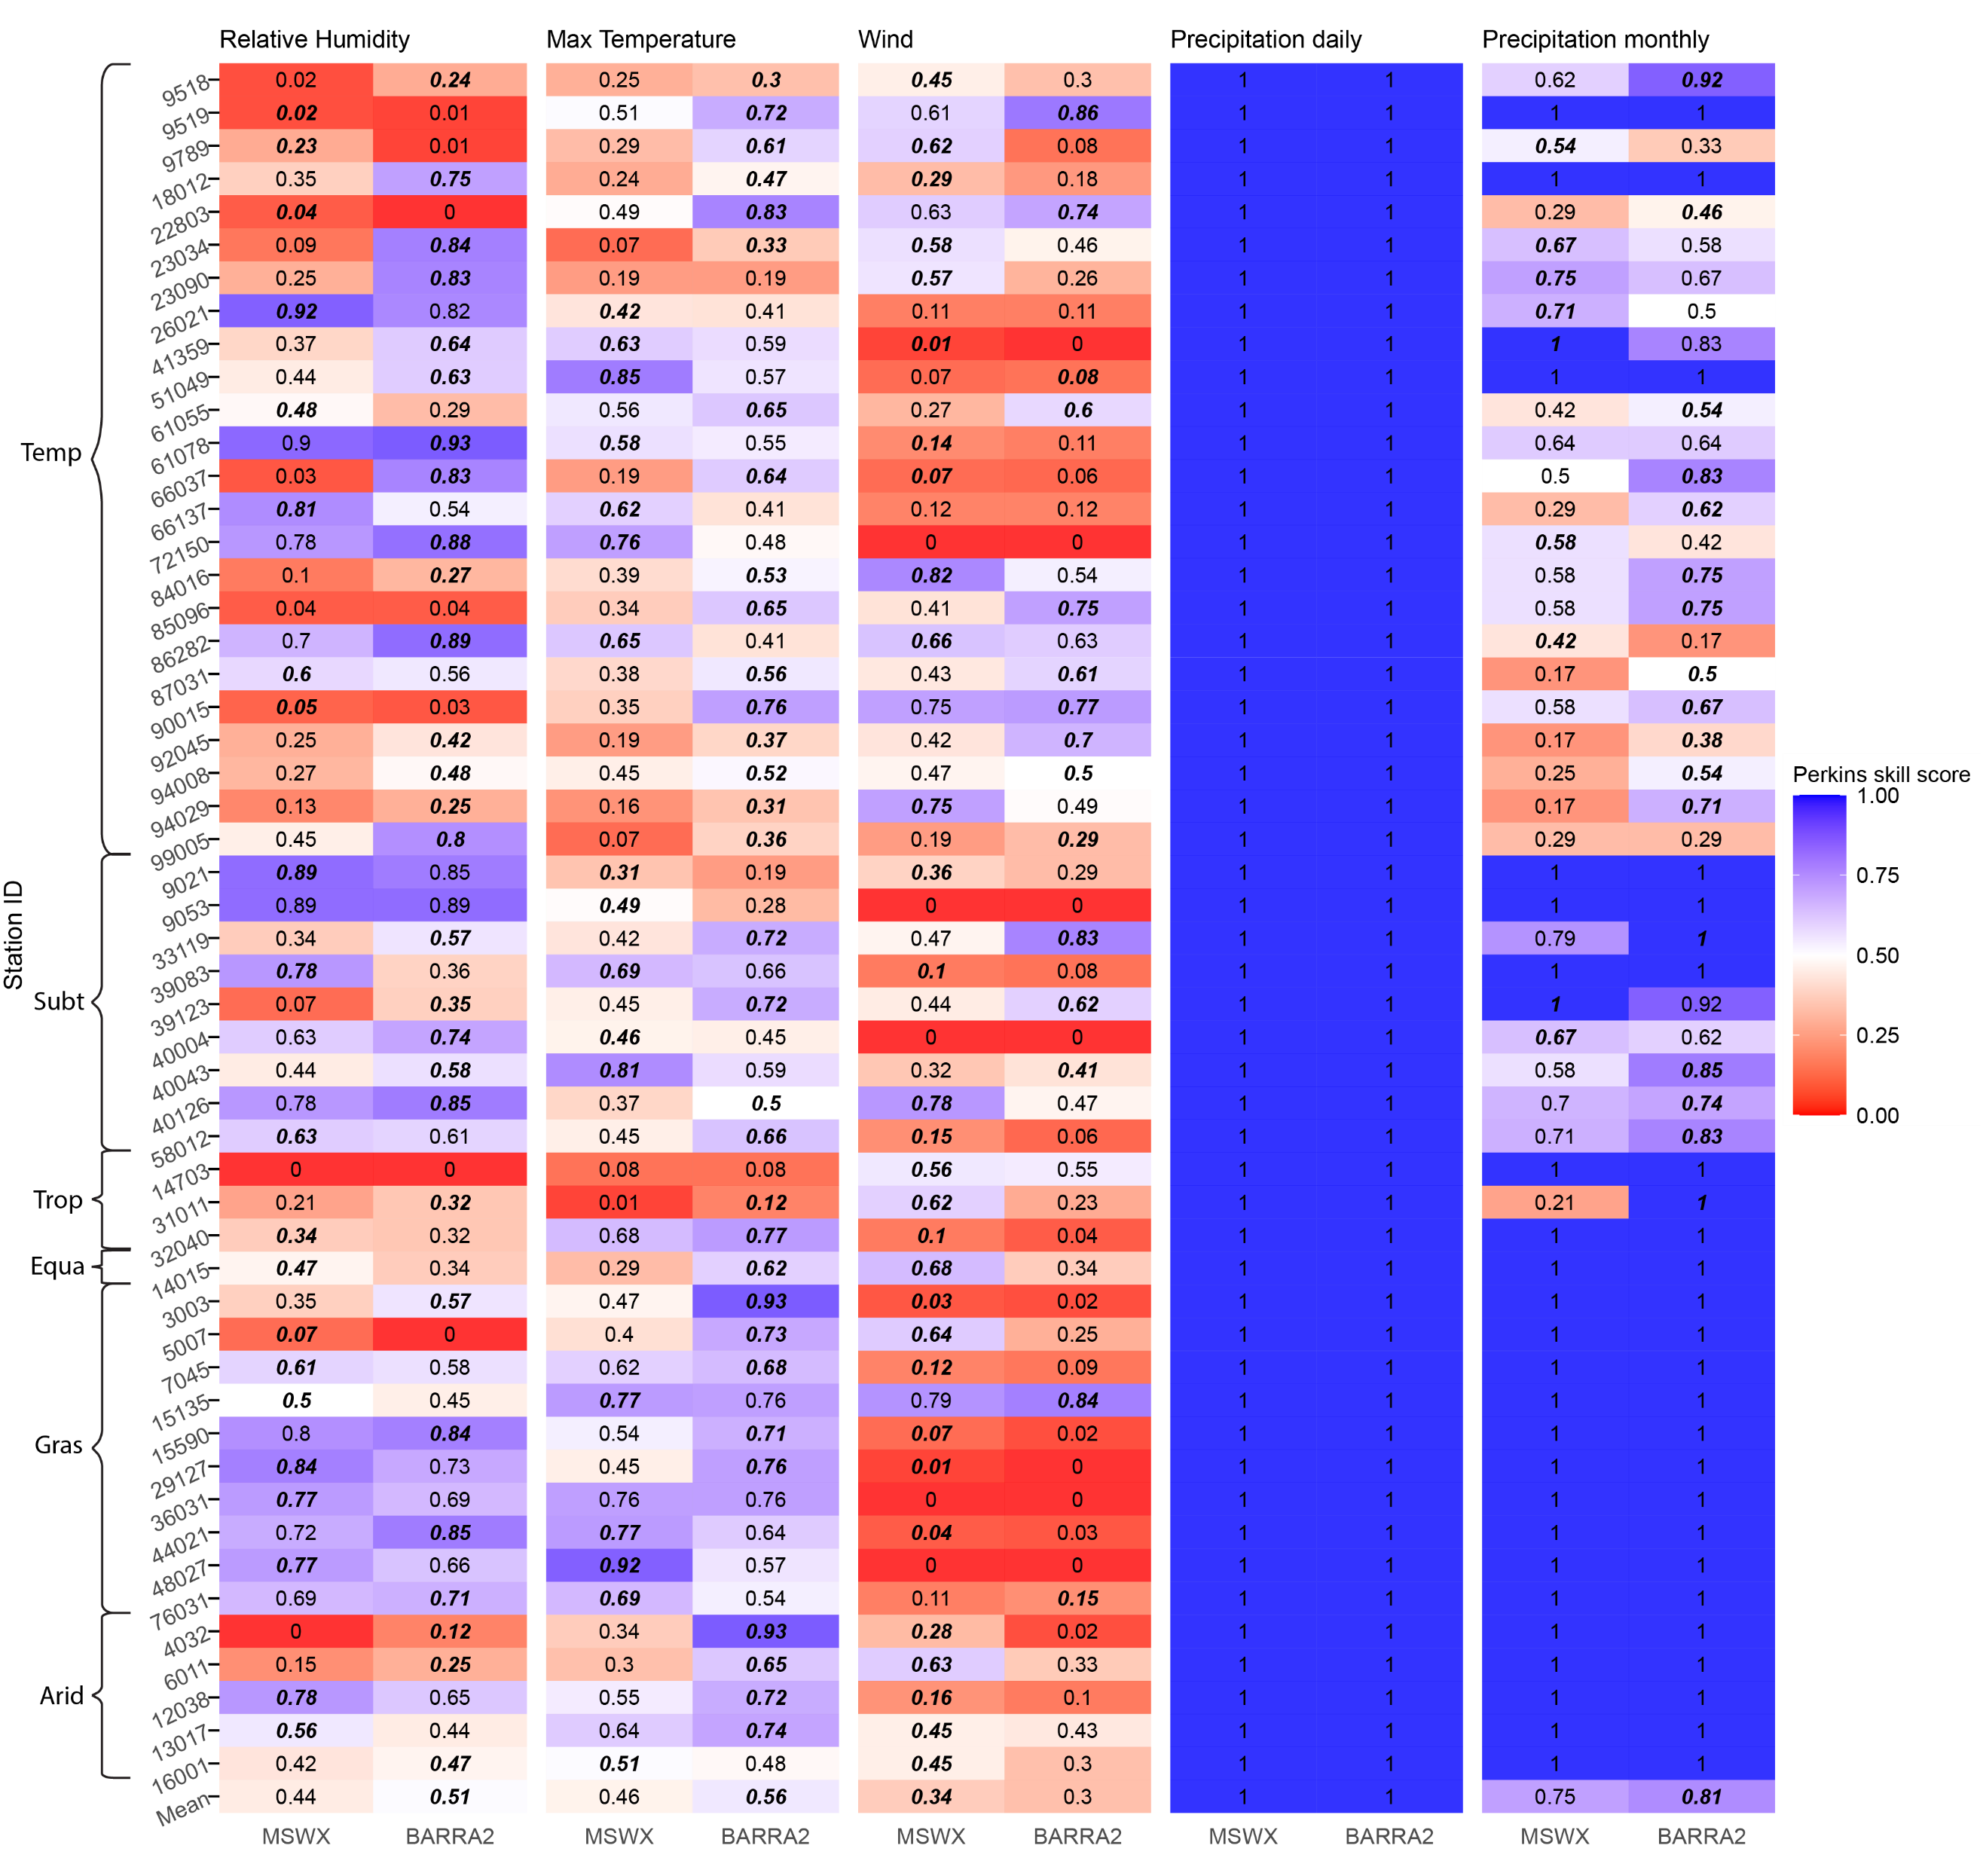 Relative Humidity Max Temperature Wind Precipitation daily Precipitation monthly
9518 0.02 0.24 0.25 0.3 0.45 0.3 1 1 0.62 0.92
9519 0.02 0.01 0.51 0.72 0.61 0.86 1 1 1 1
9789 0.23 0.01 0.29 0.61 0.62 0.08 1 1 0.54 0.33
18012 0.35 0.75 0.24 0.47 0.29 0.18 1 1 1 1
22803 0.04 0 0.49 0.83 0.63 0.74 1 1 0.29 0.46
23034 0.09 0.84 0.07 0.33 0.58 0.46 1 1 0.67 0.58
23090 0.25 0.83 0.19 0.19 0.57 0.26 1 1 0.75 0.67
26021 0.92 0.82 0.42 0.41 0.11 0.11 1 1 0.71 0.5
41359 0.37 0.64 0.63 0.59 0.01 0 1 1 1 0.83
51049 0.44 0.63 0.85 0.57 0.07 0.08 1 1 1 1
61055 0.48 0.29 0.56 0.65 0.27 0.6 1 1 0.42 0.54
Temp
61078 0.9 0.93 0.58 0.55 0.14 0.11 1 1 0.64 0.64
66037 0.03 0.83 0.19 0.64 0.07 0.06 1 1 0.5 0.83
66137 0.81 0.54 0.62 0.41 0.12 0.12 1 1 0.29 0.62
72150 0.78 0.88 0.76 0.48 0 0 1 1 0.58 0.42
84016 0.1 0.27 0.39 0.53 0.82 0.54 1 1 0.58 0.75
85096 0.04 0.04 0.34 0.65 0.41 0.75 1 1 0.58 0.75
86282 0.7 0.89 0.65 0.41 0.66 0.63 1 1 0.42 0.17
87031 0.6 0.56 0.38 0.56 0.43 0.61 1 1 0.17 0.5
90015 0.05 0.03 0.35 0.76 0.75 0.77 1 1 0.58 0.67
92045 0.25 0.42 0.19 0.37 0.42 0.7 1 1 0.17 0.38
94008 0.27 0.48 0.45 0.52 0.47 0.5 1 1 0.25 0.54
94029 0.13 0.25 0.16 0.31 0.75 0.49 1 1 0.17 0.71
99005 0.45 0.8 0.07 0.36 0.19 0.29 1 1 0.29 0.29
9021 0.89 0.85 0.31 0.19 0.36 0.29 1 1 1 1
9053 0.89 0.89 0.49 0.28 0 0 1 1 1 1
33119 0.34 0.57 0.42 0.72 0.47 0.83 1 1 0.79 1
Station ID
39083 0.78 0.36 0.69 0.66 0.1 0.08 1 1 1 1
Subt
39123 0.07 0.35 0.45 0.72 0.44 0.62 1 1 1 0.92
40004 0.63 0.74 0.46 0.45 0 0 1 1 0.67 0.62
40043 0.44 0.58 0.81 0.59 0.32 0.41 1 1 0.58 0.85
40126 0.78 0.85 0.37 0.5 0.78 0.47 1 1 0.7 0.74
58012 0.63 0.61 0.45 0.66 0.15 0.06 1 1 0.71 0.83
14703 0 0 0.08 0.08 0.56 0.55 1 1 1 1
Trop
31011 0.21 0.32 0.01 0.12 0.62 0.23 1 1 0.21 1
32040 0.34 0.32 0.68 0.77 0.1 0.04 1 1 1 1
Equa
14015 0.47 0.34 0.29 0.62 0.68 0.34 1 1 1 1
3003 0.35 0.57 0.47 0.93 0.03 0.02 1 1 1 1
5007 0.07 0 0.4 0.73 0.64 0.25 1 1 1 1
7045 0.61 0.58 0.62 0.68 0.12 0.09 1 1 1 1
15135 0.5 0.45 0.77 0.76 0.79 0.84 1 1 1 1
Gras
15590 0.8 0.84 0.54 0.71 0.07 0.02 1 1 1 1
29127 0.84 0.73 0.45 0.76 0.01 0 1 1 1 1
36031 0.77 0.69 0.76 0.76 0 0 1 1 1 1
44021 0.72 0.85 0.77 0.64 0.04 0.03 1 1 1 1
48027 0.77 0.66 0.92 0.57 0 0 1 1 1 1
76031 0.69 0.71 0.69 0.54 0.11 0.15 1 1 1 1
4032 0 0.12 0.34 0.93 0.28 0.02 1 1 1 1
6011 0.15 0.25 0.3 0.65 0.63 0.33 1 1 1 1
Arid
12038 0.78 0.65 0.55 0.72 0.16 0.1 1 1 1 1
13017 0.56 0.44 0.64 0.74 0.45 0.43 1 1 1 1
16001 0.42 0.47 0.51 0.48 0.45 0.3 1 1 1 1
Mean 0.44 0.51 0.46 0.56 0.34 0.3 1 1 0.75 0.81
MSWX BARRA2 MSWX BARRA2 MSWX BARRA2 MSWX BARRA2 MSWX BARRA2
Perkins skill score
1.00
0.75
0.50
0.25
0.00